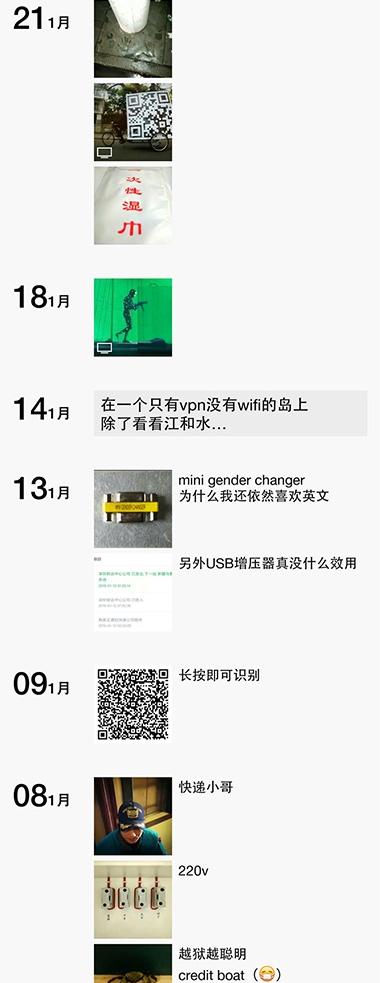 21 1月
一次性湿巾
18 1月
14 1月
在一个只有vpn没有wifi的岛上
除了看看江和水...
13 1月
mini gender changer
为什么我还依然喜欢英文
MINI GENDER CHANGER
另外USB增压器真没什么效用
09 1月
长按即可识别
08 1月
快递小哥
220v
越狱越聪明
credit boat（😷）